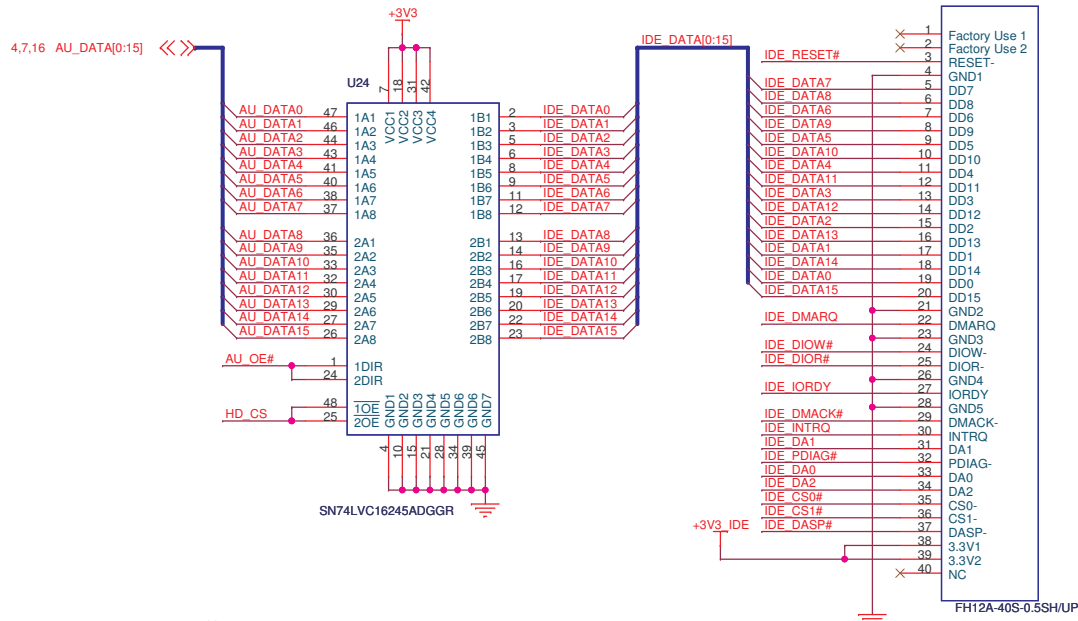 +3V3
4,7,16 AU_DATA[0:15]
IDE_DATA[0:15]
U24
7 18 31 42
VCC1 VCC2 VCC3 VCC4
AU_DATA0 47 1A1 1B1 2 IDE_DATA0
AU_DATA1 46 1A2 1B2 3 IDE_DATA1
AU_DATA2 44 1A3 1B3 5 IDE_DATA2
AU_DATA3 43 1A4 1B4 6 IDE_DATA3
AU_DATA4 41 1A5 1B5 8 IDE_DATA4
AU_DATA5 40 1A6 1B6 9 IDE_DATA5
AU_DATA6 38 1A7 1B7 11 IDE_DATA6
AU_DATA7 37 1A8 1B8 12 IDE_DATA7
AU_DATA8 36 2A1 2B1 13 IDE_DATA8
AU_DATA9 35 2A2 2B2 14 IDE_DATA9
AU_DATA10 33 2A3 2B3 16 IDE_DATA10
AU_DATA11 32 2A4 2B4 17 IDE_DATA11
AU_DATA12 30 2A5 2B5 19 IDE_DATA12
AU_DATA13 29 2A6 2B6 20 IDE_DATA13
AU_DATA14 27 2A7 2B7 22 IDE_DATA14
AU_DATA15 26 2A8 2B8 23 IDE_DATA15
AU_OE# 1 1DIR
24 2DIR
48 1OE
HD_CS 25 2OE
GND1 GND2 GND3 GND4 GND5 GND6 GND6 GND7
4 10 15 21 28 34 39 45
SN74LVC16245ADGGR
1 Factory Use 1
2 Factory Use 2
IDE_RESET# 3 RESET-
4 GND1
IDE_DATA7 5 DD7
IDE_DATA8 6 DD8
IDE_DATA6 7 DD6
IDE_DATA9 8 DD9
IDE_DATA5 9 DD5
IDE_DATA10 10 DD10
IDE_DATA4 11 DD4
IDE_DATA11 12 DD11
IDE_DATA3 13 DD3
IDE_DATA12 14 DD12
IDE_DATA2 15 DD2
IDE_DATA13 16 DD13
IDE_DATA1 17 DD1
IDE_DATA14 18 DD14
IDE_DATA0 19 DD0
IDE_DATA15 20 DD15
21 GND2
IDE_DMARQ 22 DMARQ
23 GND3
IDE_DIOW# 24 DIOW-
IDE_DIOR# 25 DIOR-
26 GND4
IDE_IORDY 27 IORDY
28 GND5
IDE_DMACK# 29 DMACK-
IDE_INTRQ 30 INTRQ
IDE_DA1 31 DA1
IDE_PDIAG# 32 PDIAG-
IDE_DA0 33 DA0
IDE_DA2 34 DA2
IDE_CS0# 35 CS0-
IDE_CS1# 36 CS1-
+3V3_IDE IDE_DASP# 37 DASP-
38 3.3V1
39 3.3V2
40 NC
FH12A-40S-0.5SH/UP